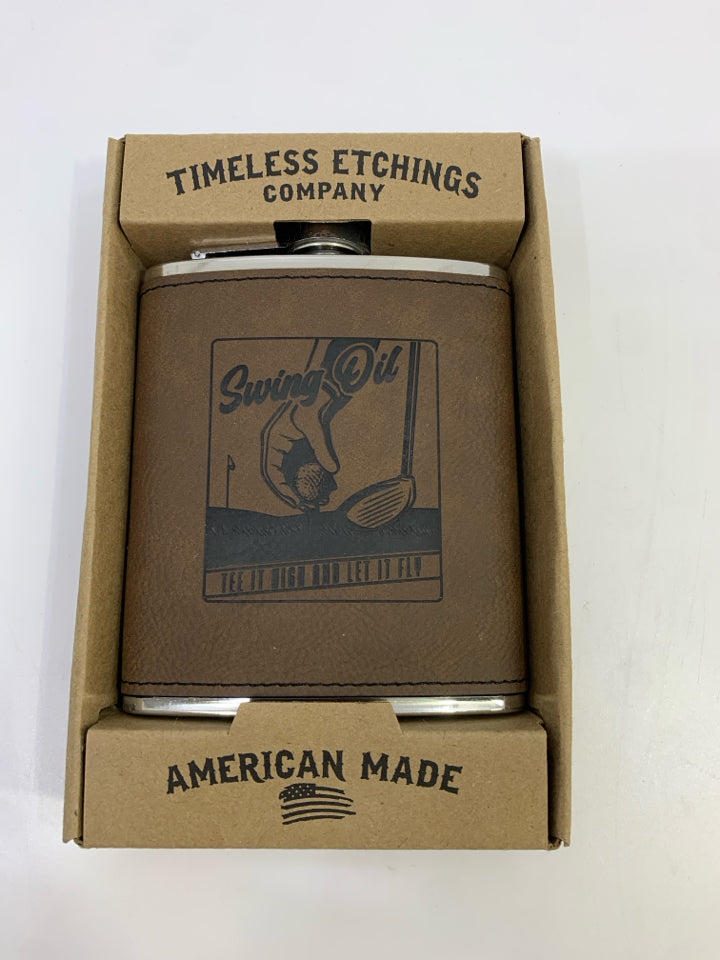 TIMELESS ETCHINGS
COMPANY
Swing Oil
TEE IT HIGH AND LET IT FLY
AMERICAN MADE